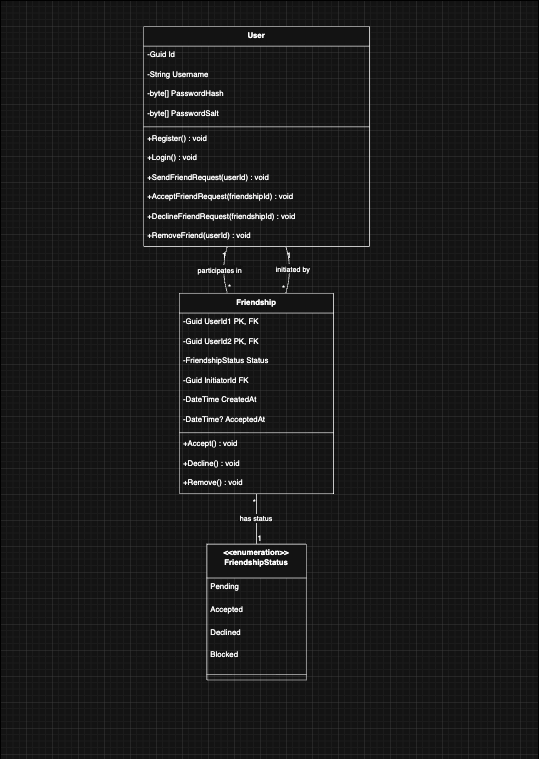 User
-Guid Id
-String Username
-byte[] PasswordHash
-byte[] PasswordSalt
+Register() : void
+Login() : void
+SendFriendRequest(userId) : void
+AcceptFriendRequest(friendshipId) : void
+DeclineFriendRequest(friendshipId) : void
+RemoveFriend(userId) : void
1 1
participates in initiated by
* *
Friendship
-Guid UserId1 PK, FK
-Guid UserId2 PK, FK
-FriendshipStatus Status
-Guid InitiatorId FK
-DateTime CreatedAt
-DateTime? AcceptedAt
+Accept() : void
+Decline() : void
+Remove() : void
*
has status
1
<<enumeration>>
FriendshipStatus
Pending
Accepted
Declined
Blocked